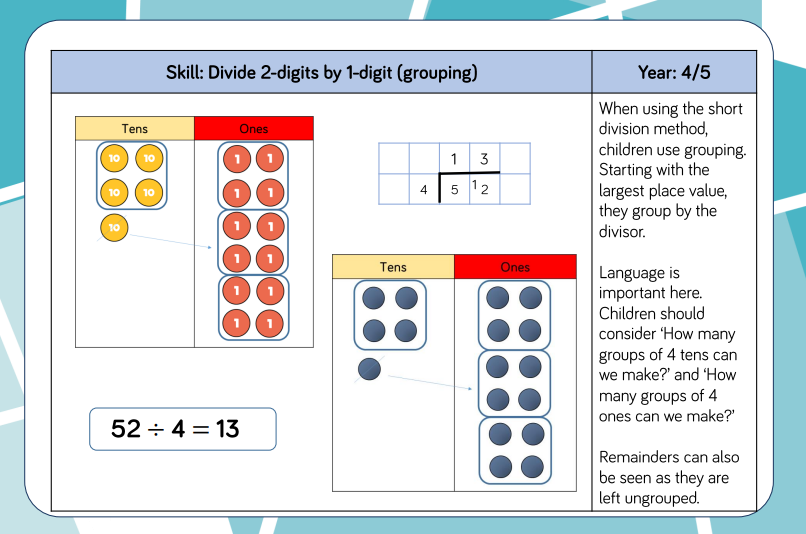 Skill: Divide 2-digits by 1-digit (grouping)
Year: 4/5
Tens Ones
10 10 1 1
10 10 1 1
10 1 1
1 1
1 1
1 1
1 3
4 5 12
Tens Ones
52 ÷ 4 = 13
When using the short
division method,
children use grouping.
Starting with the
largest place value,
they group by the
divisor.
Language is
important here.
Children should
consider ‘How many
groups of 4 tens can
we make?’ and ‘How
many groups of 4
ones can we make?’
Remainders can also
be seen as they are
left ungrouped.